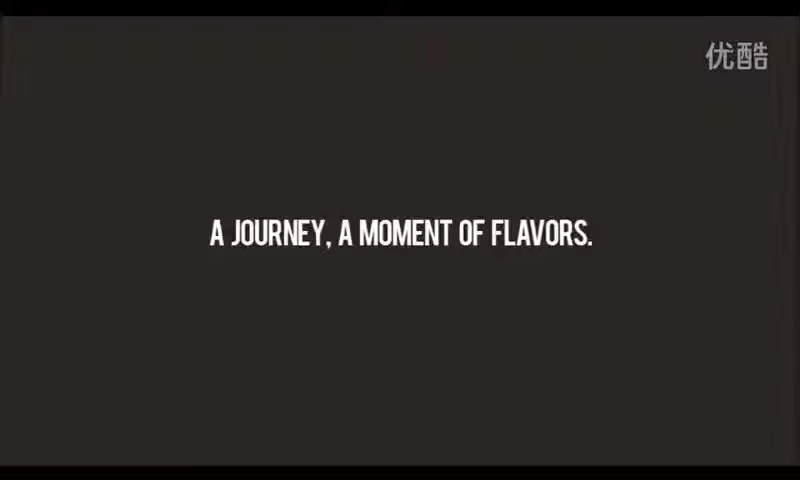 优酷
A JOURNEY, A MOMENT OF FLAVORS.